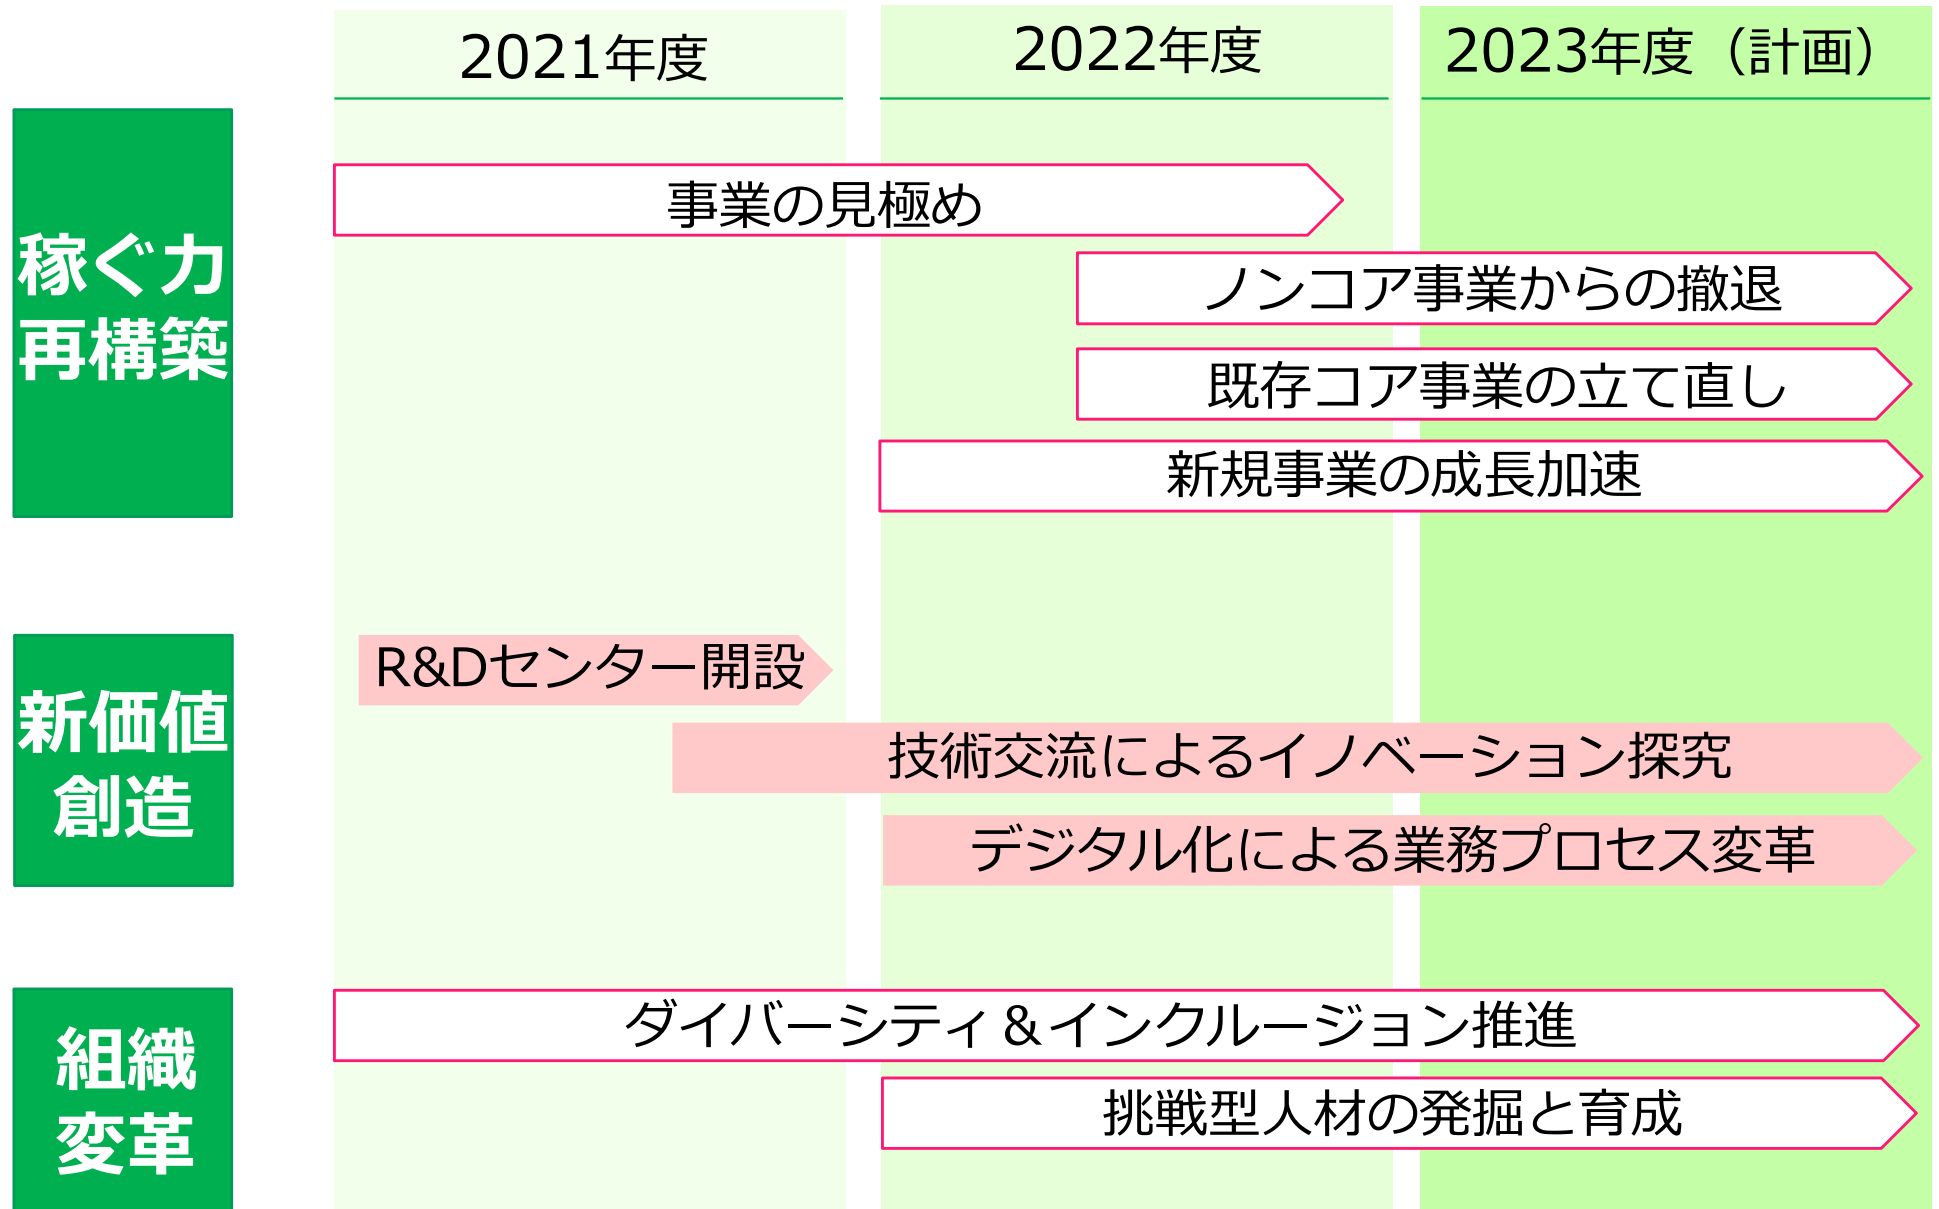 2021年度
2022年度
2023年度（計画）
稼ぐ力
再構築
事業の見極め
ノンコア事業からの撤退
既存コア事業の立て直し
新規事業の成長加速
新価値
創造
R&Dセンター開設
技術交流によるイノベーション探究
デジタル化による業務プロセス変革
組織
変革
ダイバーシティ＆インクルージョン推進
挑戦型人材の発掘と育成